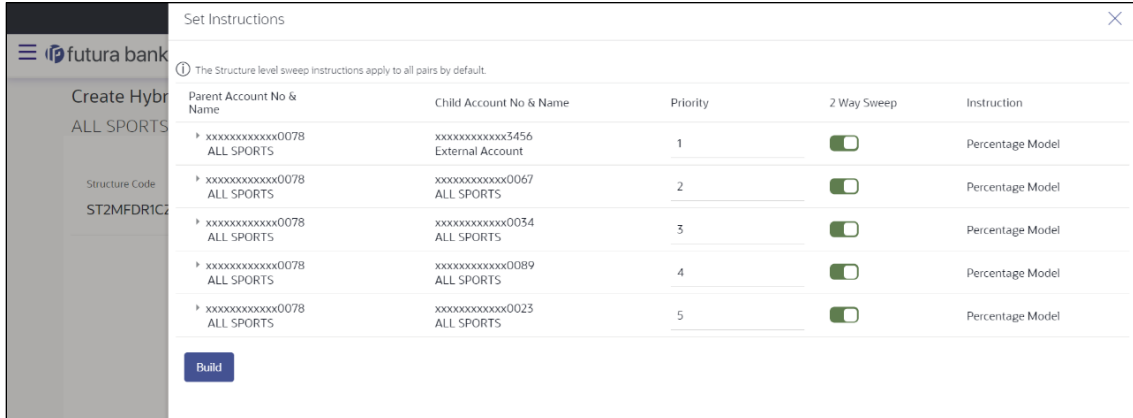 Set Instructions
futura bank
The Structure level sweep instructions apply to all pairs by default.
Create Hybr
ALL SPORTS
Structure Code
ST2MFDR1CZ
Parent Account No &
Name
Child Account No & Name
Priority
2 Way Sweep
Instruction
xxxxxxxxxxxx0078
ALL SPORTS
xxxxxxxxxxxx3456
External Account
1
Percentage Model
xxxxxxxxxxxx0078
ALL SPORTS
xxxxxxxxxxxx0067
ALL SPORTS
2
Percentage Model
xxxxxxxxxxxx0078
ALL SPORTS
xxxxxxxxxxxx0034
ALL SPORTS
3
Percentage Model
xxxxxxxxxxxx0078
ALL SPORTS
xxxxxxxxxxxx0089
ALL SPORTS
4
Percentage Model
xxxxxxxxxxxx0078
ALL SPORTS
xxxxxxxxxxxx0023
ALL SPORTS
5
Percentage Model
Build